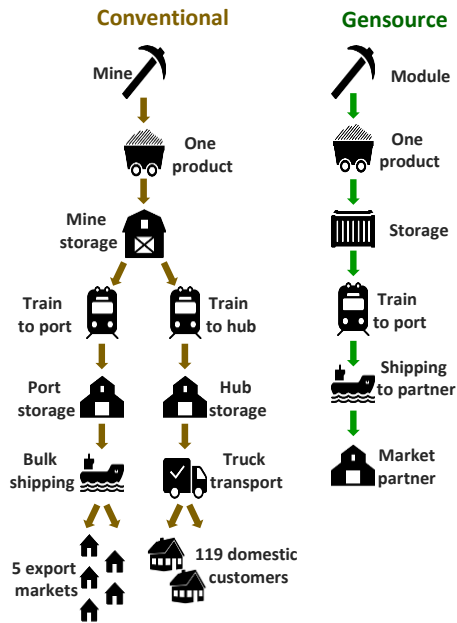 Conventional
Mine
One
product
Mine
storage
Train
to port
Train
to hub
Port
storage
Hub
storage
Bulk
shipping
Truck
transport
5 export
markets
119 domestic
customers
Gensource
Module
One
product
Storage
Train
to port
Shipping
to partner
Market
partner